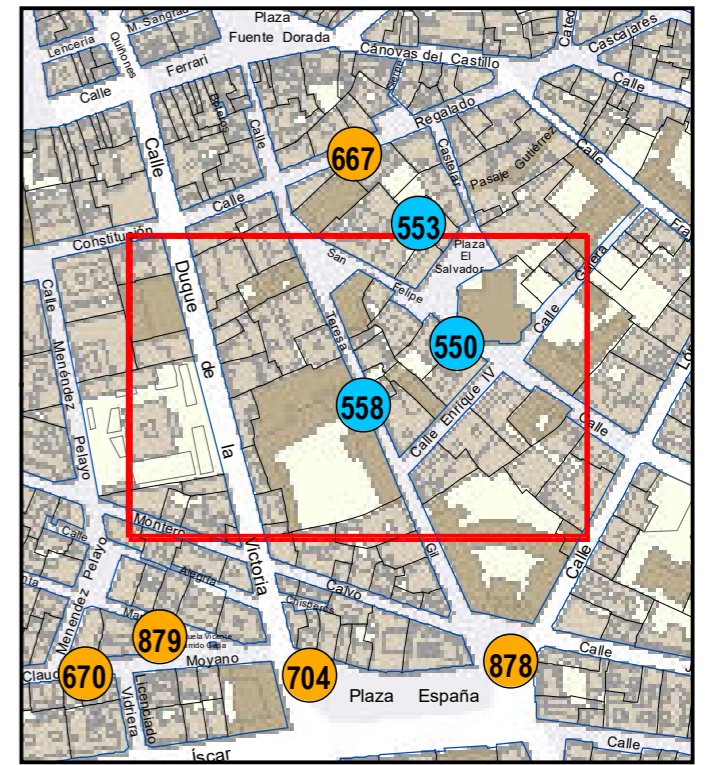 M. Sangrador
Plaza
Fuente Dorada
Lencería
Quiñones
Ferrari
Calle
Cánovas del Castillo
Cascajares
Calle
Regalado
Calle
Calle
667
Castelar
Pasaje Gutiérrez
Calle
Calle
553
Constitución
San
Felipe
Plaza
El
Salvador
Galera
Calle
Duque
de
la
Victoria
Calle
Menéndez
Pelayo
Teresa
Gil
550
558
Calle Enrique IV
Calle
Calle
Montero
Calvo
Calle
Menéndez Pelayo
Alegría
Chisperos
879
670
Moyano
704
878
Plaza España
Licenciado
Vidriera
Calle
Calle
Íscar